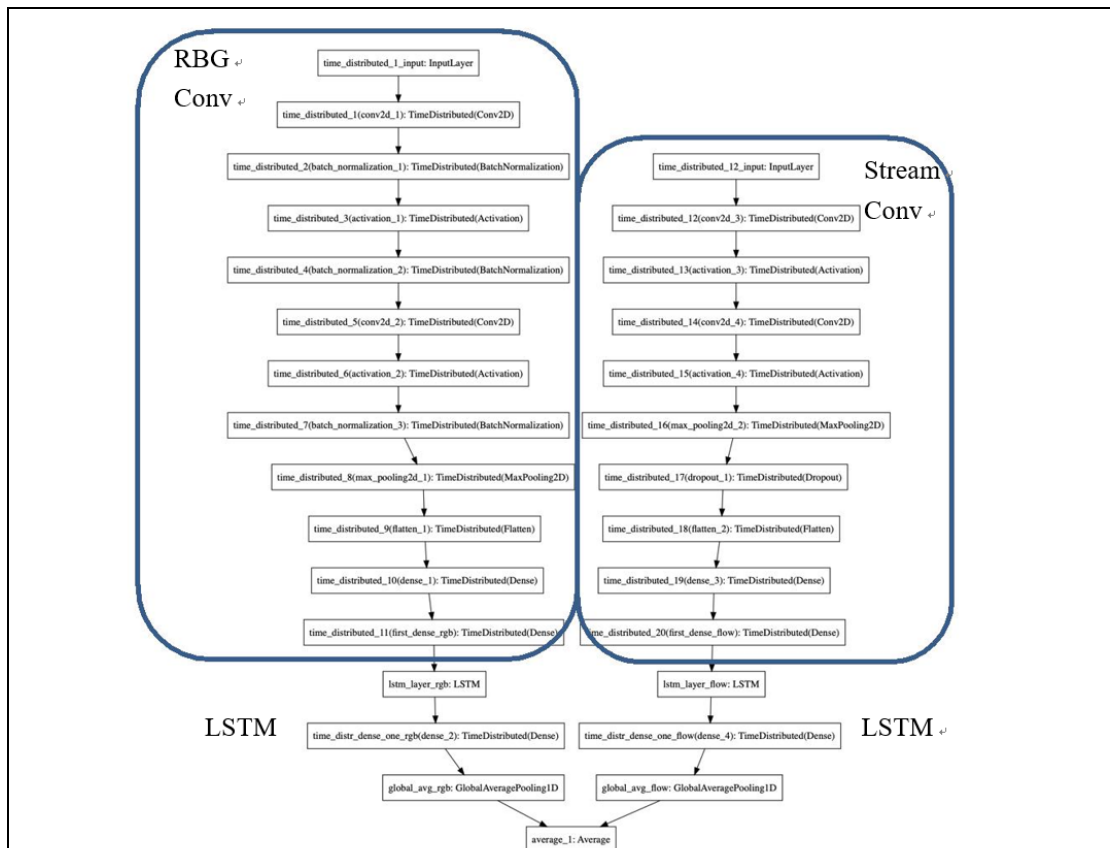 RBG
Conv
time_distributed_1_input: InputLayer
time_distributed_1(conv2d_1): TimeDistributed(Conv2D)
time_distributed_2(batch_normalization_1): TimeDistributed(BatchNormalization)
time_distributed_3(activation_1): TimeDistributed(Activation)
time_distributed_4(batch_normalization_2): TimeDistributed(BatchNormalization)
time_distributed_5(conv2d_2): TimeDistributed(Conv2D)
time_distributed_6(activation_2): TimeDistributed(Activation)
time_distributed_7(batch_normalization_3): TimeDistributed(BatchNormalization)
time_distributed_8(max_pooling2d_1): TimeDistributed(MaxPooling2D)
time_distributed_9(flatten_1): TimeDistributed(Flatten)
time_distributed_10(dense_1): TimeDistributed(Dense)
time_distributed_11(first_dense_rgb): TimeDistributed(Dense)
lstm_layer_rgb: LSTM
LSTM
time_distr_dense_one_rgb(dense_2): TimeDistributed(Dense)
global_avg_rgb: GlobalAveragePooling1D
Stream
Conv
time_distributed_12_input: InputLayer
time_distributed_12(conv2d_3): TimeDistributed(Conv2D)
time_distributed_13(activation_3): TimeDistributed(Activation)
time_distributed_14(conv2d_4): TimeDistributed(Conv2D)
time_distributed_15(activation_4): TimeDistributed(Activation)
time_distributed_16(max_pooling2d_2): TimeDistributed(MaxPooling2D)
time_distributed_17(dropout_1): TimeDistributed(Dropout)
time_distributed_18(flatten_2): TimeDistributed(Flatten)
time_distributed_19(dense_3): TimeDistributed(Dense)
time_distributed_20(first_dense_flow): TimeDistributed(Dense)
lstm_layer_flow: LSTM
time_distr_dense_one_flow(dense_4): TimeDistributed(Dense)
LSTM
global_avg_flow: GlobalAveragePooling1D
average_1: Average